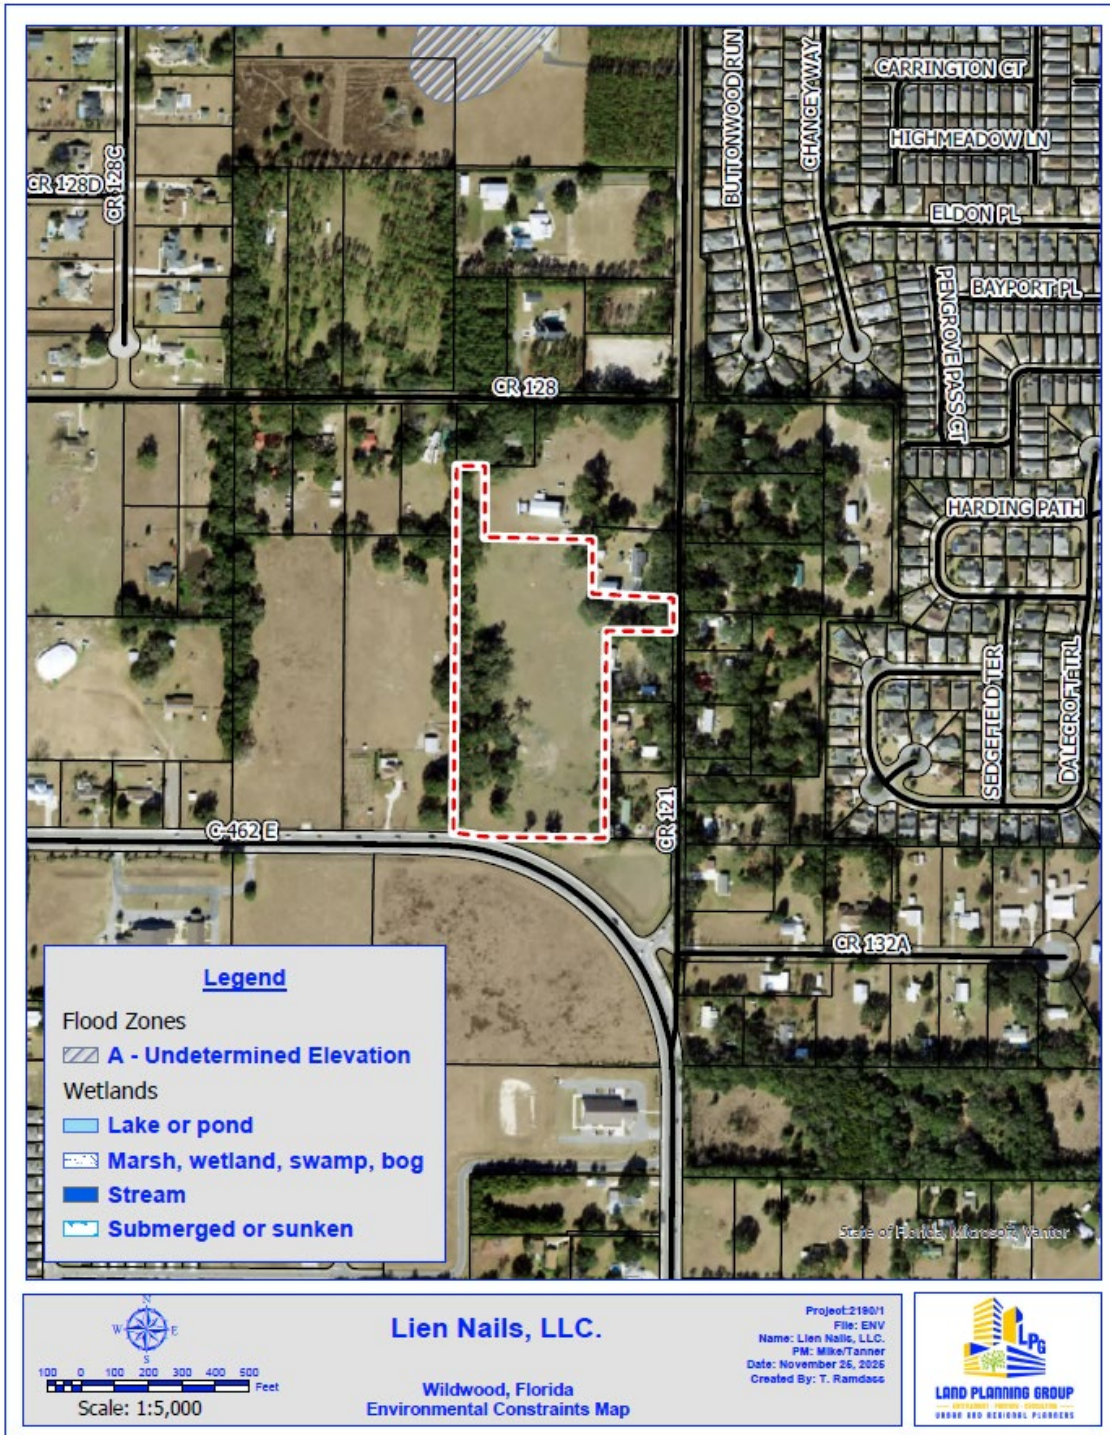 BUTTONWOOD RUN
CHANCEY WAY
CARRINGTON CT
HIGHMEADOW LN
CR 128D
CR 128C
ELDON PL
BAYPORT PL
PENGROVE PASS CT
CR 128
HARDING PATH
SEDGEFIELD TER
DALECROFT TRL
C-462 E
CR 121
CR 132A
Legend
Flood Zones
A - Undetermined Elevation
Wetlands
Lake or pond
Marsh, wetland, swamp, bog
Stream
Submerged or sunken
State of Florida, Microsoft, Vantor
N
W E
S
100 0 100 200 300 400 500
Feet
Scale: 1:5,000
Lien Nails, LLC.
Wildwood, Florida
Environmental Constraints Map
Project:2190/1
File: ENV
Name: Lien Nails, LLC.
PM: Mike/Tanner
Date: November 25, 2025
Created By: T. Ramdass
LPG
LAND PLANNING GROUP
URBAN AND REGIONAL PLANNERS